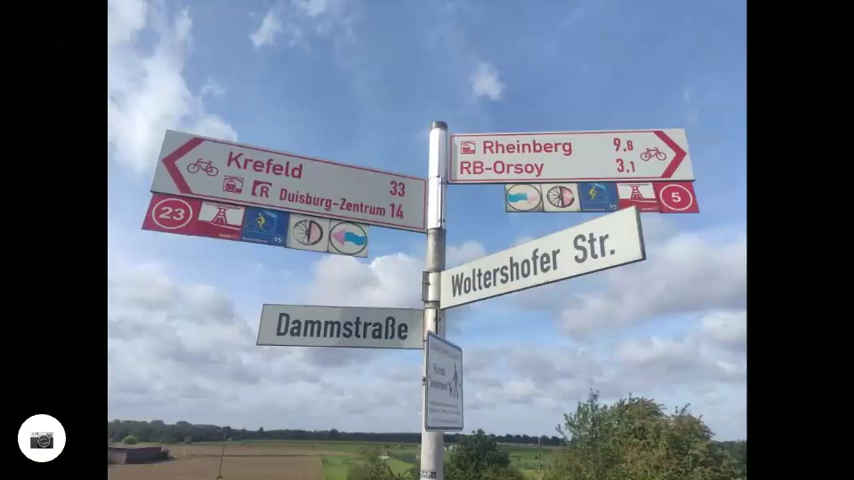 Krefeld 33
Duisburg-Zentrum 14
23
Rheinberg 9.8
RB-Orsoy 3.1
5
Woltershofer Str.
Dammstraße